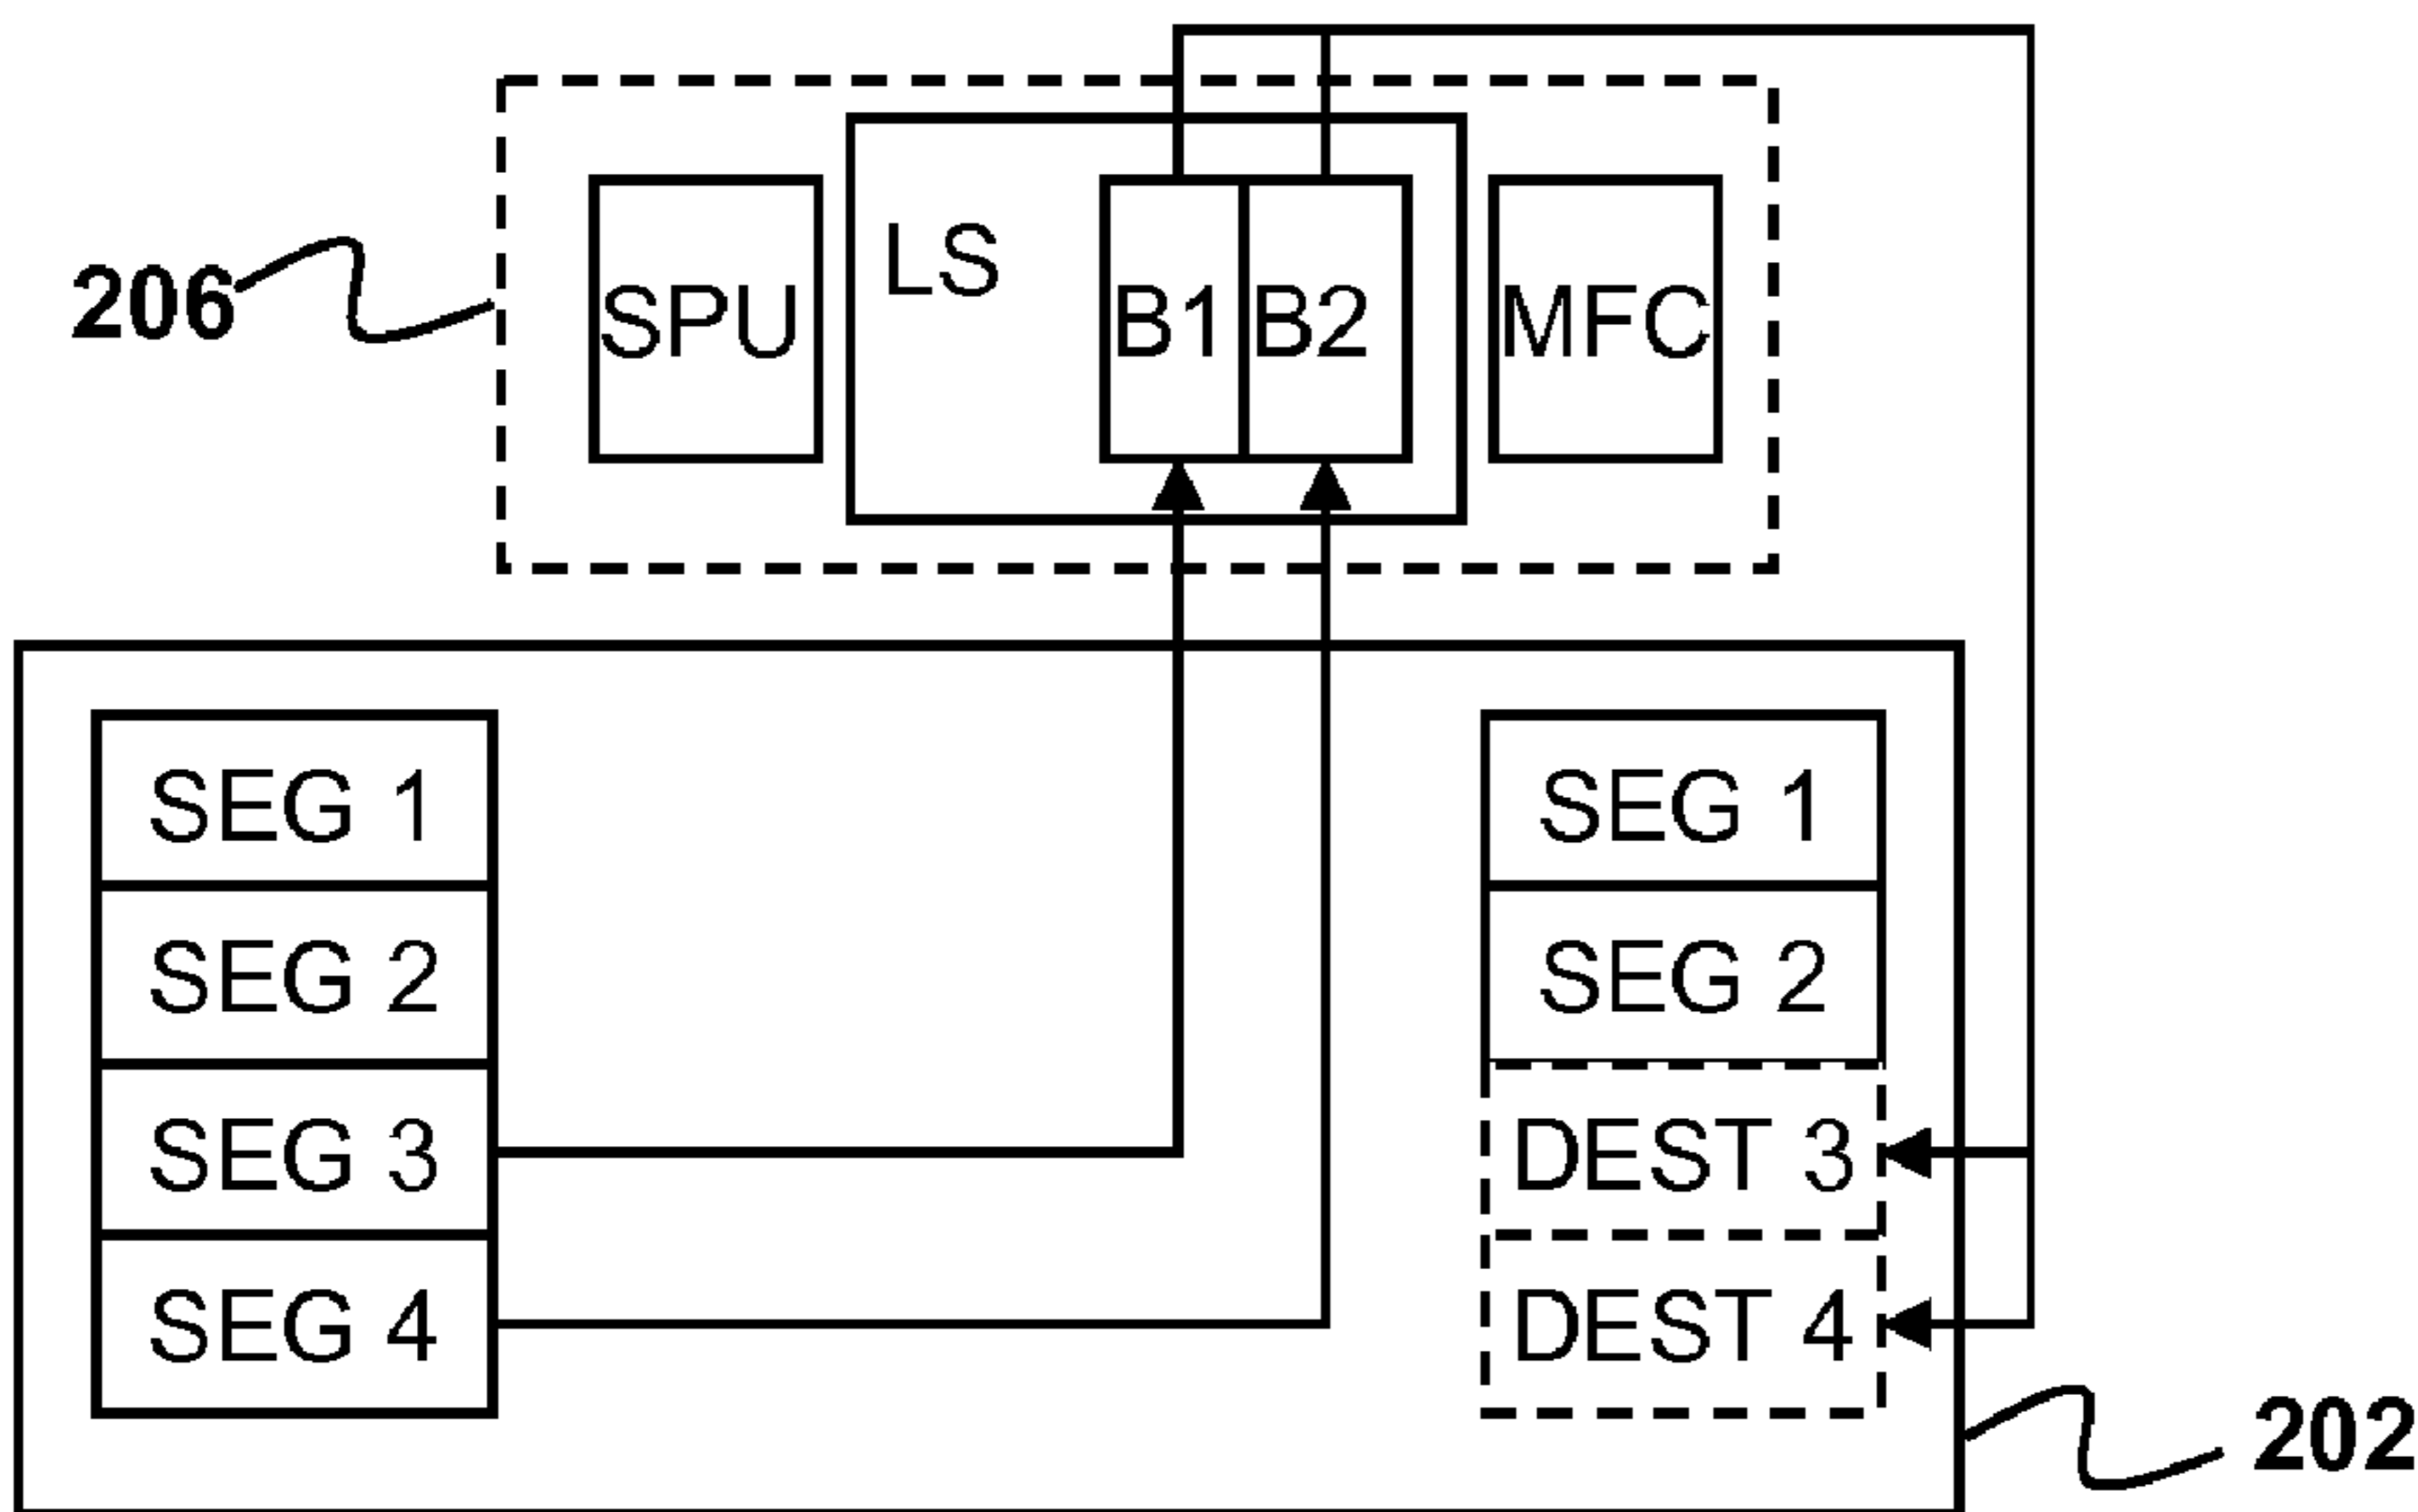 206
SPU
LS
B1
B2
MFC
SEG 1
SEG 2
SEG 3
SEG 4
SEG 1
SEG 2
DEST 3
DEST 4
202